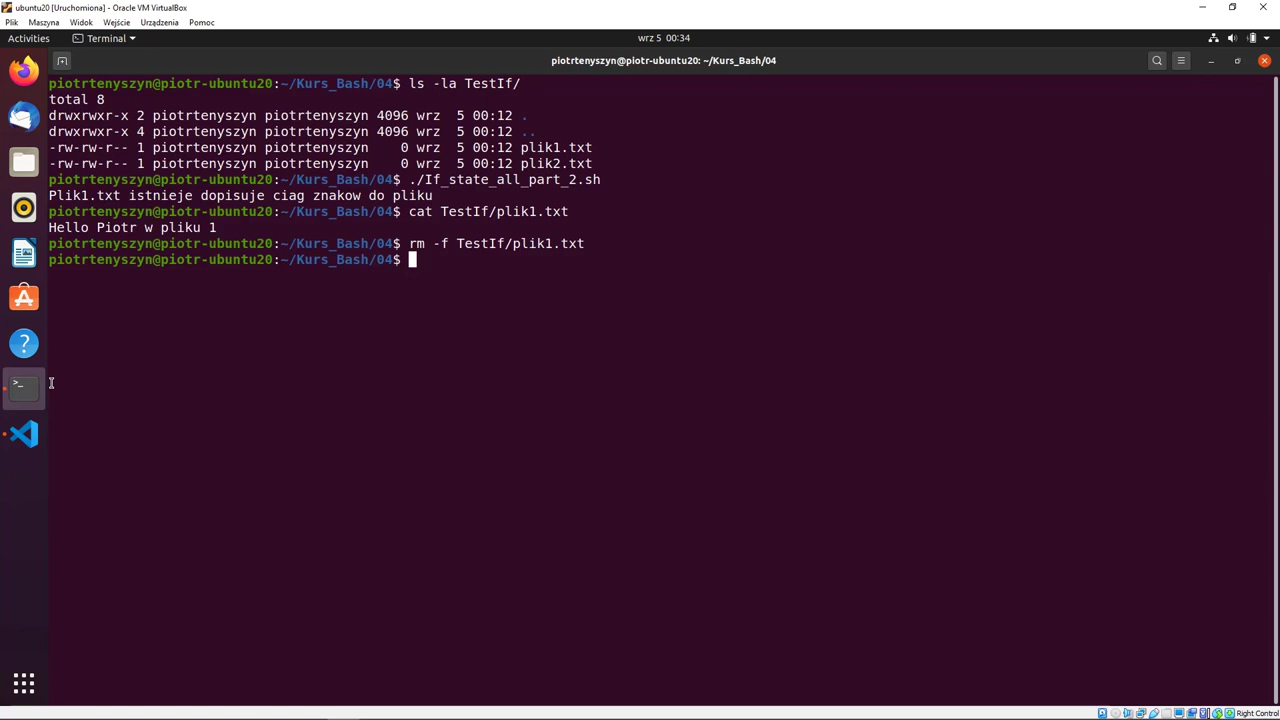 ubuntu20 [Uruchomiona] - Oracle VM VirtualBox
Plik Maszyna Widok Wejście Urządzenia Pomoc
Activities Terminal wrz 5 00:34
piotrtenyszyn@piotr-ubuntu20: ~/Kurs_Bash/04
piotrtenyszyn@piotr-ubuntu20:~/Kurs_Bash/04$ ls -la TestIf/
total 8
drwxrwxr-x 2 piotrtenyszyn piotrtenyszyn 4096 wrz  5 00:12 .
drwxrwxr-x 4 piotrtenyszyn piotrtenyszyn 4096 wrz  5 00:12 ..
-rw-rw-r-- 1 piotrtenyszyn piotrtenyszyn    0 wrz  5 00:12 plik1.txt
-rw-rw-r-- 1 piotrtenyszyn piotrtenyszyn    0 wrz  5 00:12 plik2.txt
piotrtenyszyn@piotr-ubuntu20:~/Kurs_Bash/04$ ./If_state_all_part_2.sh
Plik1.txt istnieje dopisuje ciag znakow do pliku
piotrtenyszyn@piotr-ubuntu20:~/Kurs_Bash/04$ cat TestIf/plik1.txt
Hello Piotr w pliku 1
piotrtenyszyn@piotr-ubuntu20:~/Kurs_Bash/04$ rm -f TestIf/plik1.txt
piotrtenyszyn@piotr-ubuntu20:~/Kurs_Bash/04$
Right Control